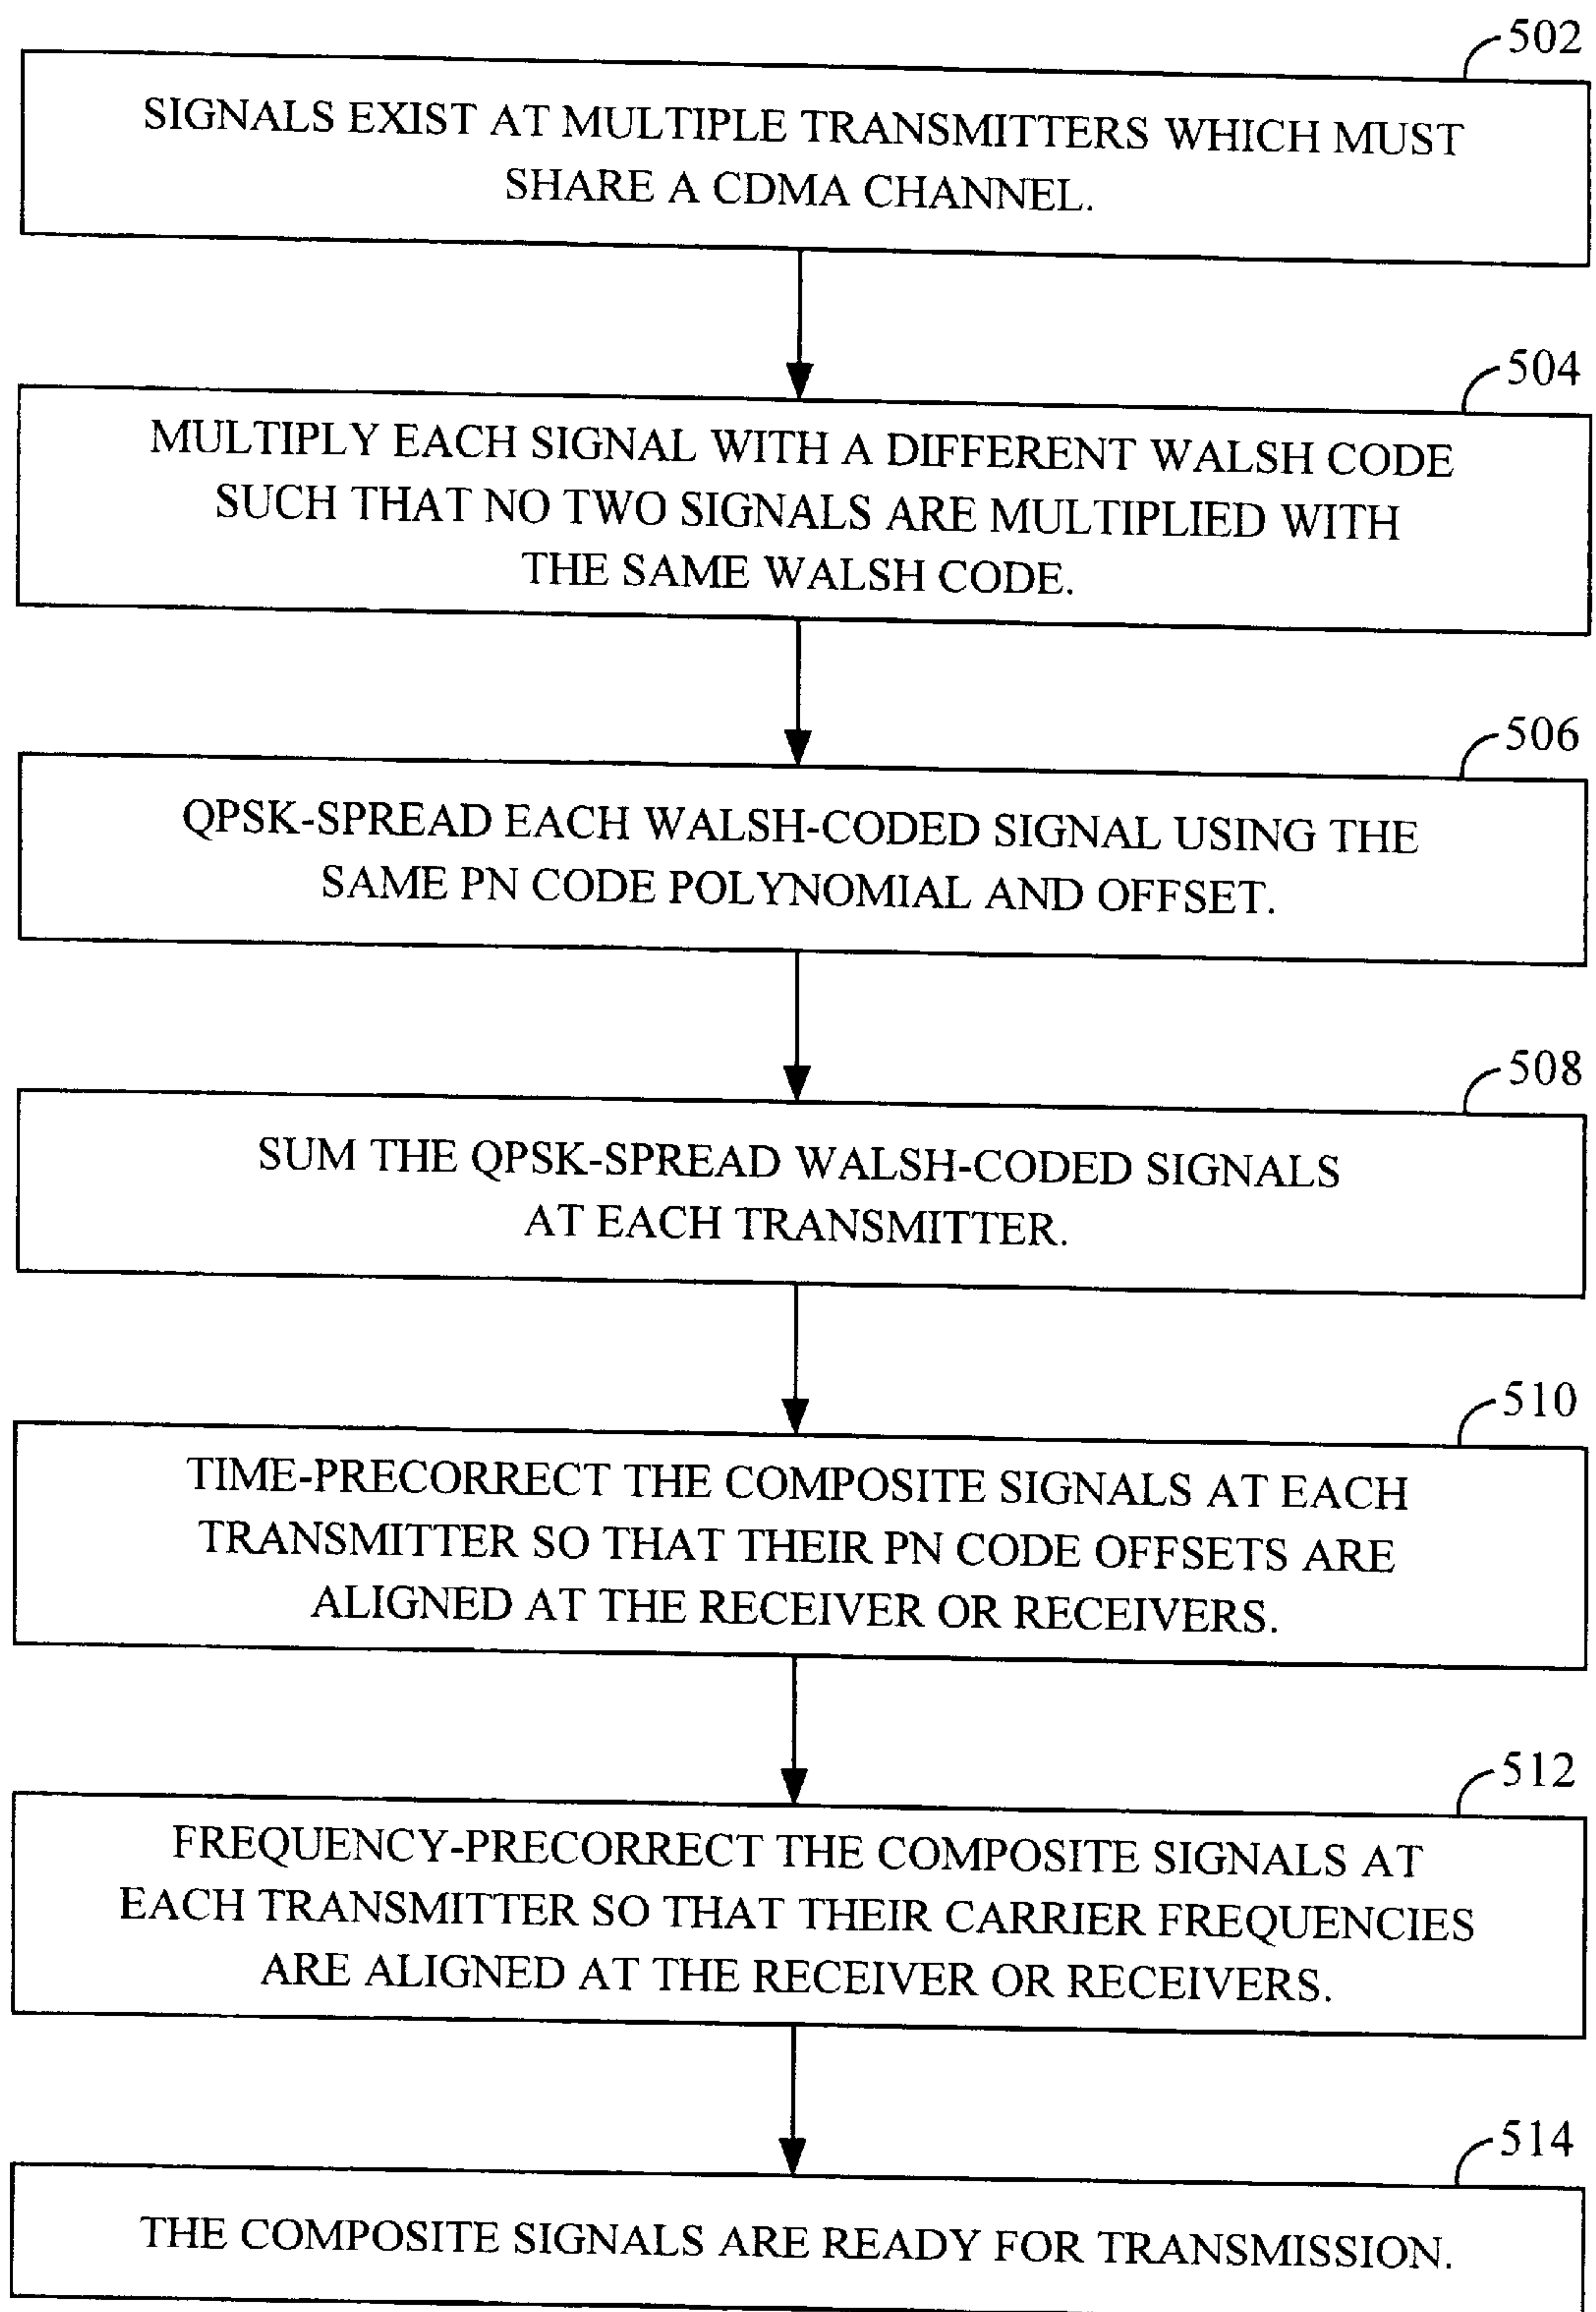 502
SIGNALS EXIST AT MULTIPLE TRANSMITTERS WHICH MUST
SHARE A CDMA CHANNEL.
504
MULTIPLY EACH SIGNAL WITH A DIFFERENT WALSH CODE
SUCH THAT NO TWO SIGNALS ARE MULTIPLIED WITH
THE SAME WALSH CODE.
506
QPSK-SPREAD EACH WALSH-CODED SIGNAL USING THE
SAME PN CODE POLYNOMIAL AND OFFSET.
508
SUM THE QPSK-SPREAD WALSH-CODED SIGNALS
AT EACH TRANSMITTER.
510
TIME-PRECORRECT THE COMPOSITE SIGNALS AT EACH
TRANSMITTER SO THAT THEIR PN CODE OFFSETS ARE
ALIGNED AT THE RECEIVER OR RECEIVERS.
512
FREQUENCY-PRECORRECT THE COMPOSITE SIGNALS AT
EACH TRANSMITTER SO THAT THEIR CARRIER FREQUENCIES
ARE ALIGNED AT THE RECEIVER OR RECEIVERS.
514
THE COMPOSITE SIGNALS ARE READY FOR TRANSMISSION.